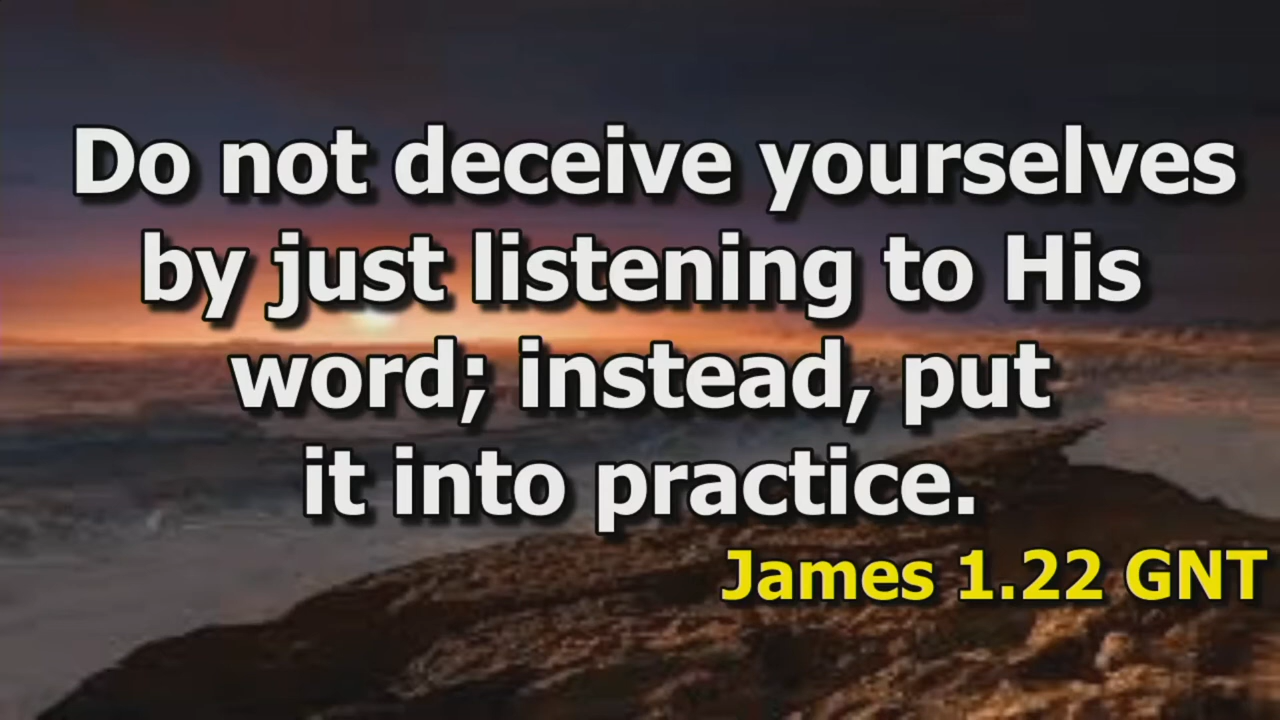 Do not deceive yourselves
by just listening to His
word; instead, put
it into practice.
James 1.22 GNT